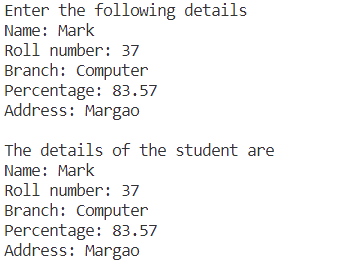 Enter the following details
Name: Mark
Roll number: 37
Branch: Computer
Percentage: 83.57
Address: Margao

The details of the student are
Name: Mark
Roll number: 37
Branch: Computer
Percentage: 83.57
Address: Margao